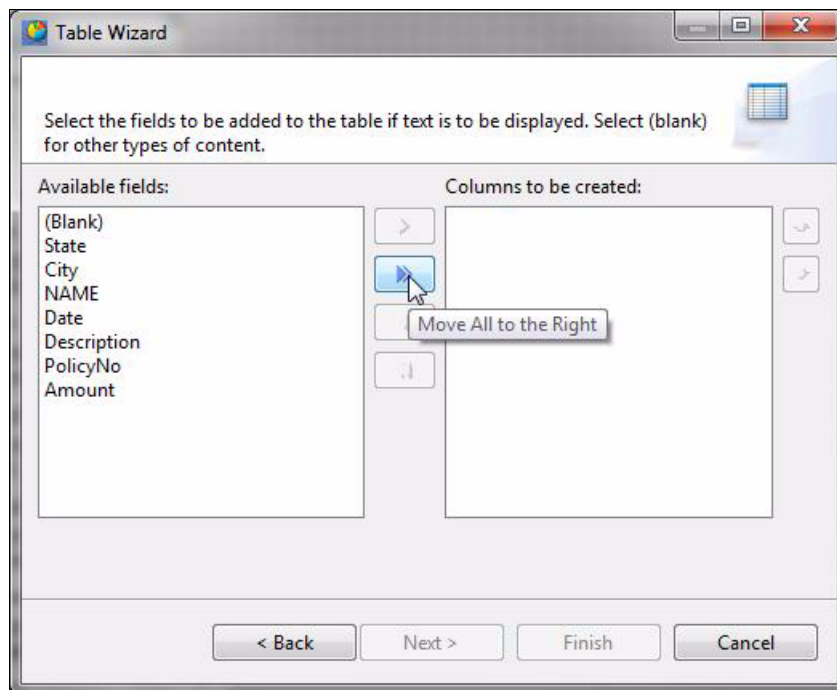 Table Wizard
Select the fields to be added to the table if text is to be displayed. Select (blank)
for other types of content.
Available fields:
Columns to be created:
(Blank)
State
City
NAME
Date
Description
PolicyNo
Amount
Move All to the Right
< Back
Next >
Finish
Cancel